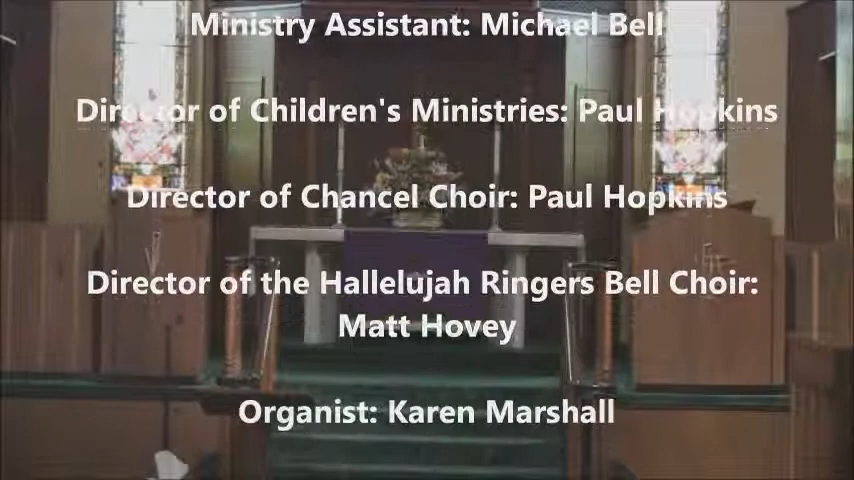 Ministry Assistant: Michael Bell
Director of Children's Ministries: Paul Hopkins
Director of Chancel Choir: Paul Hopkins
Director of the Hallelujah Ringers Bell Choir:
Matt Hovey
Organist: Karen Marshall